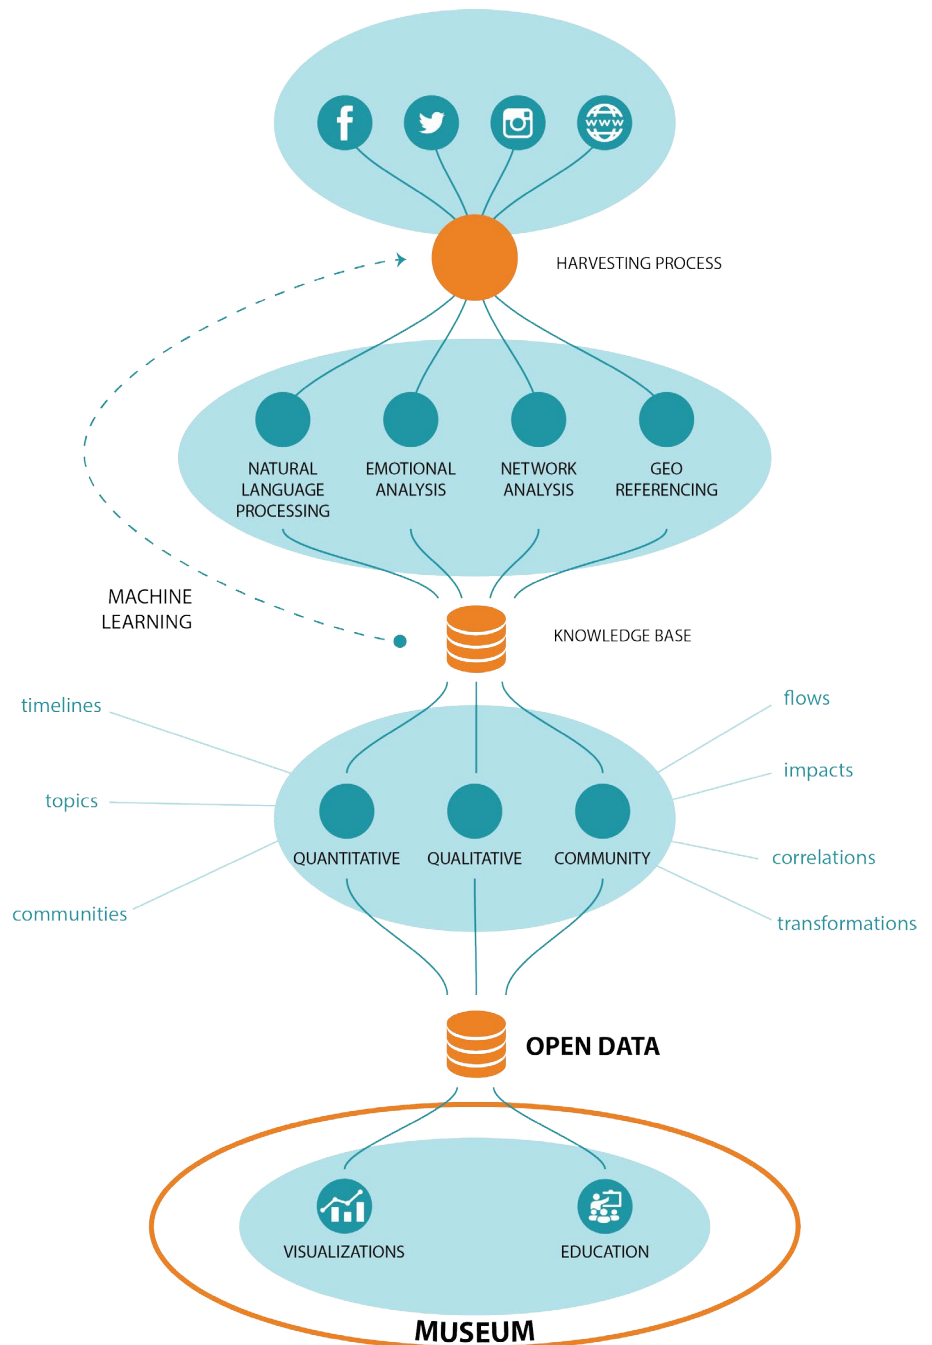 f
www
HARVESTING PROCESS
NATURAL
LANGUAGE
PROCESSING
EMOTIONAL
ANALYSIS
NETWORK
ANALYSIS
GEO
REFERENCING
MACHINE
LEARNING
KNOWLEDGE BASE
timelines
topics
communities
flows
impacts
correlations
transformations
QUANTITATIVE
QUALITATIVE
COMMUNITY
OPEN DATA
VISUALIZATIONS
EDUCATION
MUSEUM